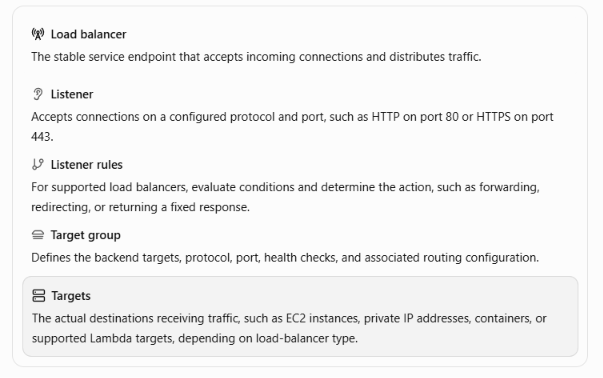 Load balancer
The stable service endpoint that accepts incoming connections and distributes traffic.
Listener
Accepts connections on a configured protocol and port, such as HTTP on port 80 or HTTPS on port
443.
Listener rules
For supported load balancers, evaluate conditions and determine the action, such as forwarding,
redirecting, or returning a fixed response.
Target group
Defines the backend targets, protocol, port, health checks, and associated routing configuration.
Targets
The actual destinations receiving traffic, such as EC2 instances, private IP addresses, containers, or
supported Lambda targets, depending on load-balancer type.